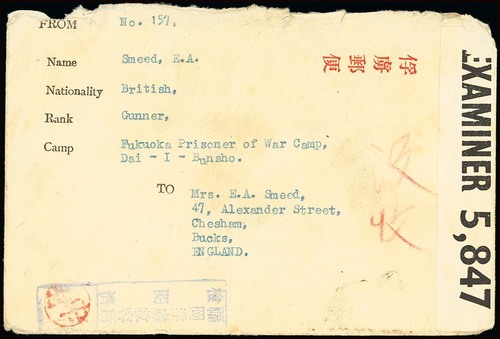 FROM No. 157,
Name Smeed, E.A.
Nationality British,
Rank Gunner,
Camp Fukuoka Prisoner of War Camp,
Dai - I - Bunsho.
TO Mrs. E.A. Smeed,
47, Alexander Street,
Chesham,
Bucks,
ENGLAND.
俘虜郵便
EXAMINER 5,847